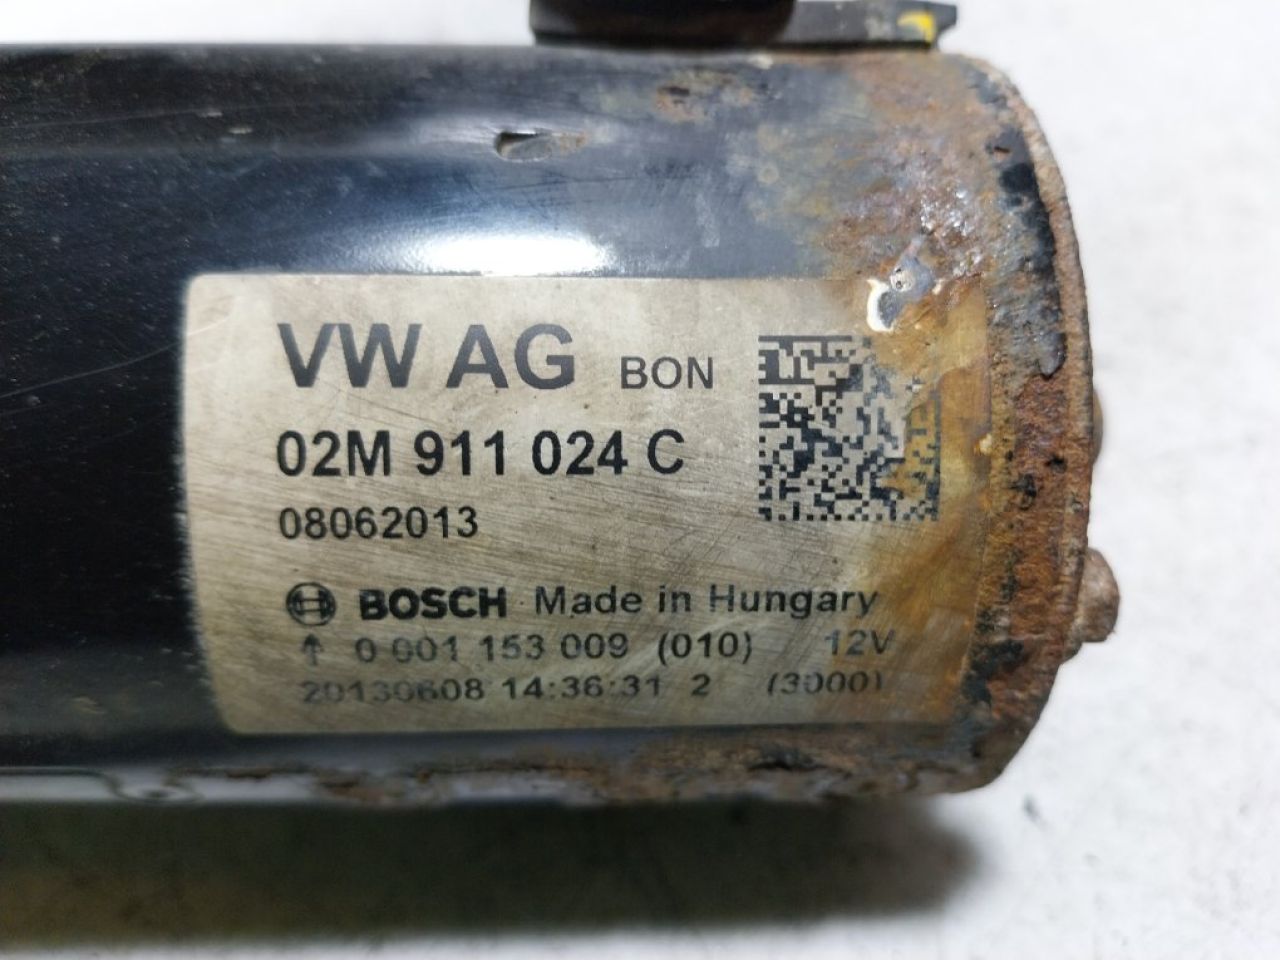 VW AG BON
02M 911 024 C
08062013
BOSCH Made in Hungary
↑ 0 001 153 009 (010) 12V
20130608 14:36:31 2 (3000)